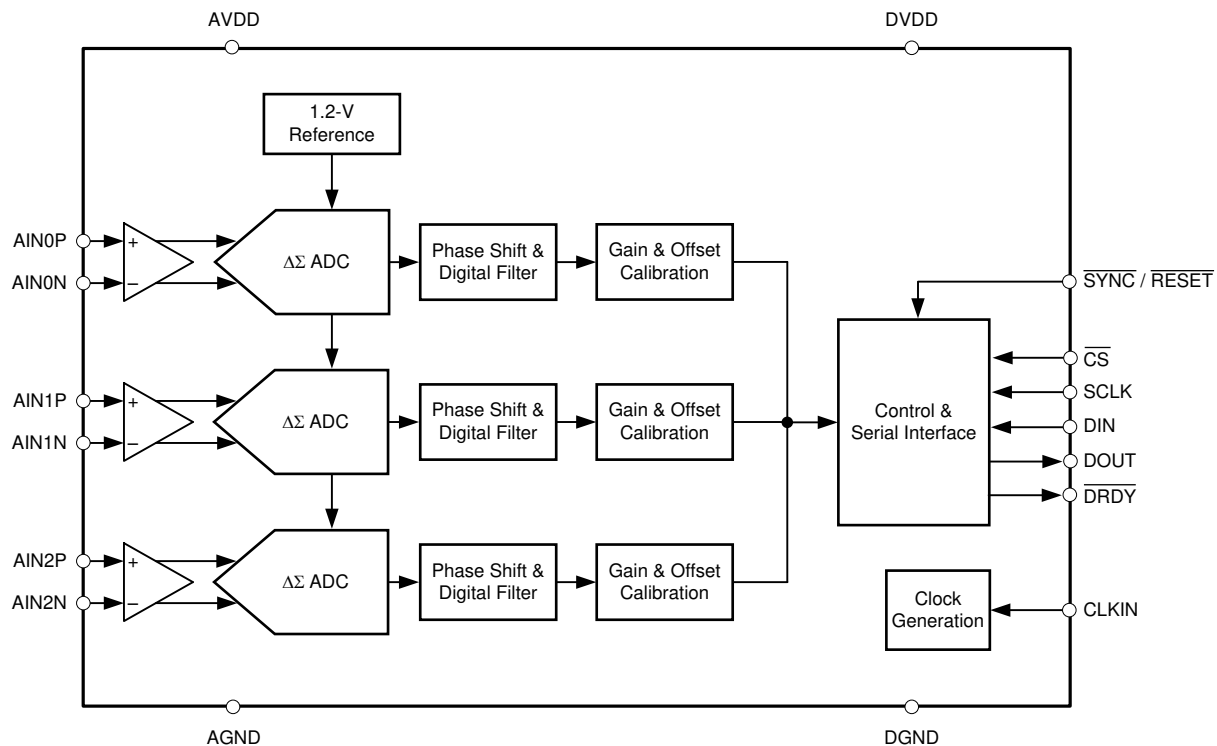 AVDD
DVDD
1.2-V
Reference
AIN0P
+
AIN0N
−
ΔΣ ADC
Phase Shift &
Digital Filter
Gain & Offset
Calibration
SYNC / RESET
AIN1P
+
AIN1N
−
ΔΣ ADC
Phase Shift &
Digital Filter
Gain & Offset
Calibration
Control &
Serial Interface
CS
SCLK
DIN
DOUT
DRDY
AIN2P
+
AIN2N
−
ΔΣ ADC
Phase Shift &
Digital Filter
Gain & Offset
Calibration
Clock
Generation
CLKIN
AGND
DGND